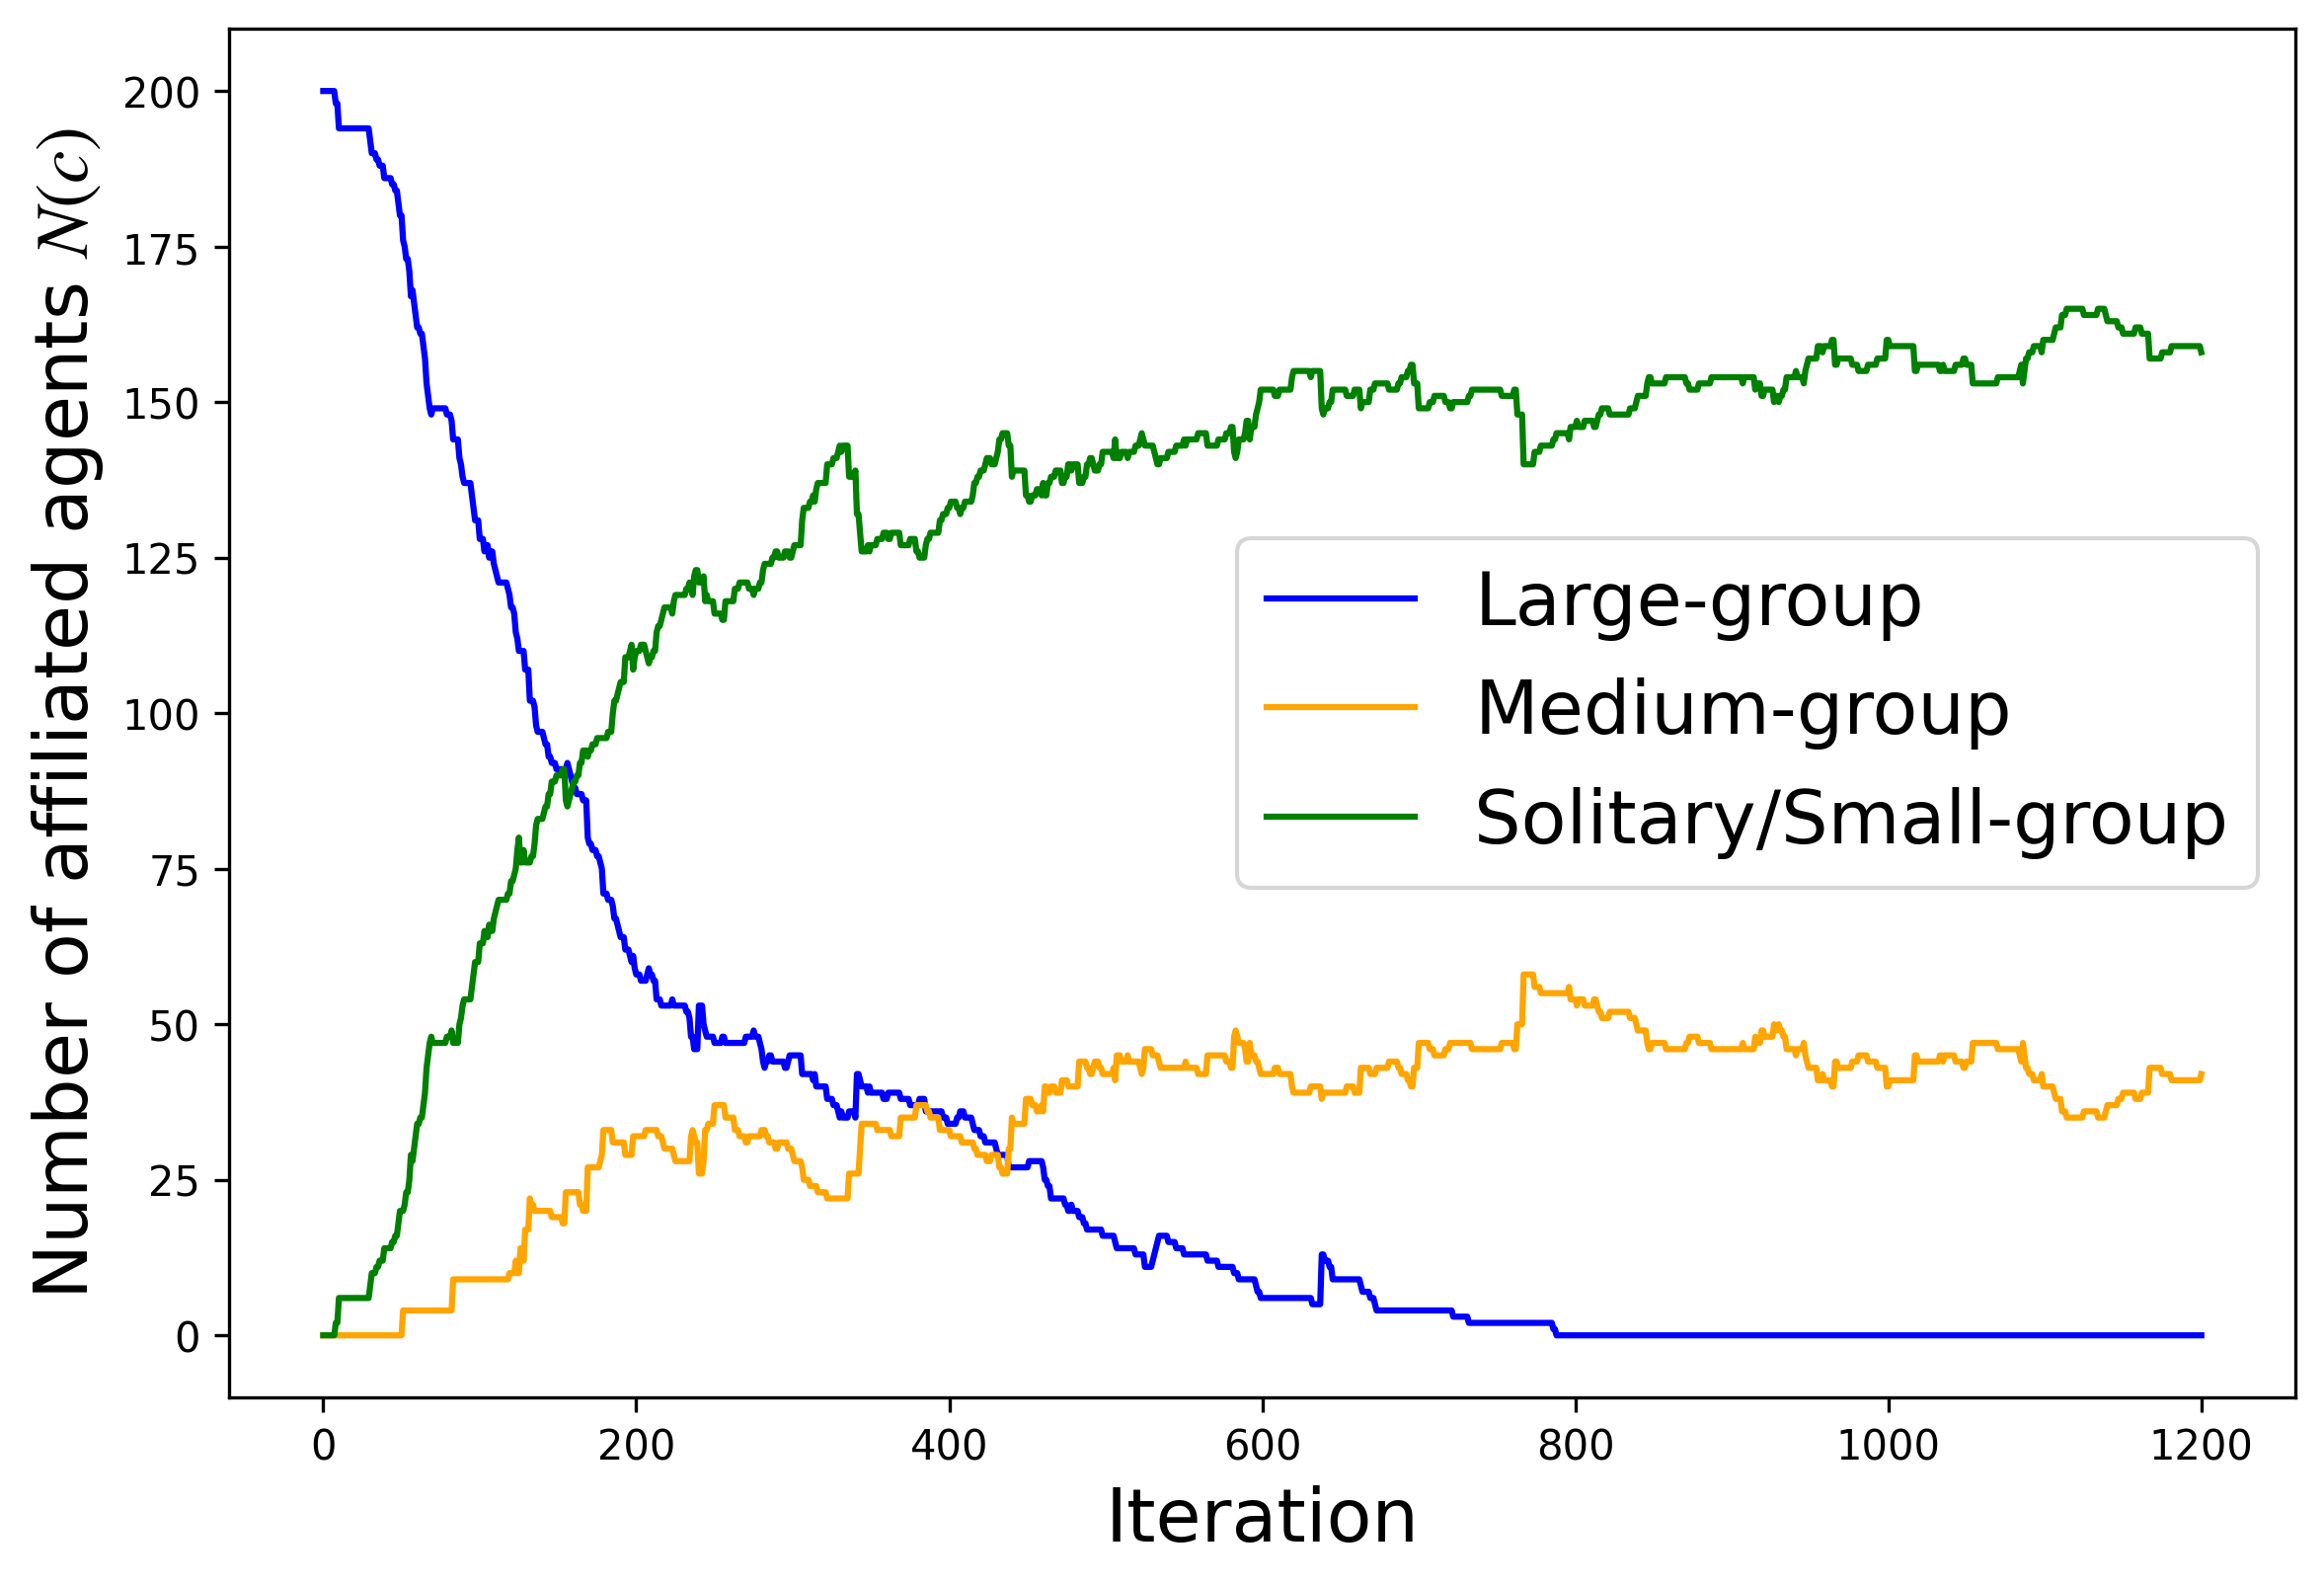 Number of affiliated agents N(c)
200
175
150
125
100
75
50
25
0
Large-group
Medium-group
Solitary/Small-group
0 200 400 600 800 1000 1200
Iteration